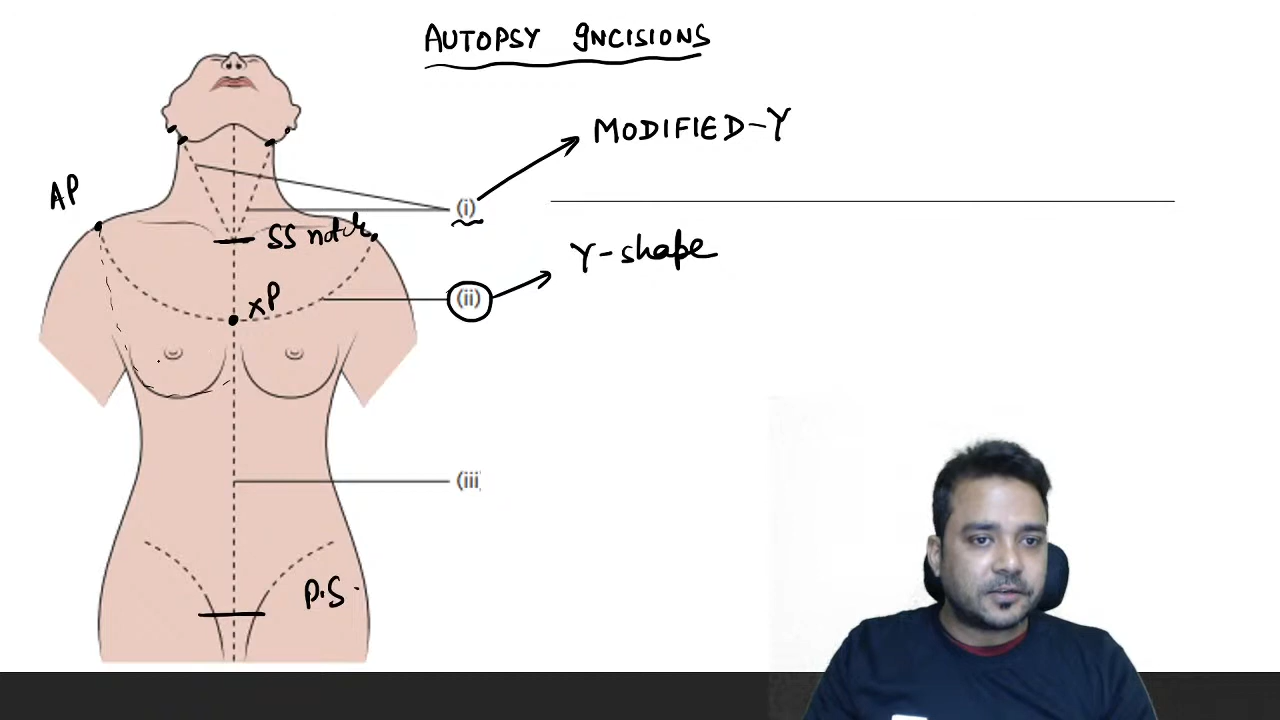 AUTOPSY INCISIONS
MODIFIED-Y
AP
(i)
SS notch
Y-shape
XP
(ii)
(iii
P.S.